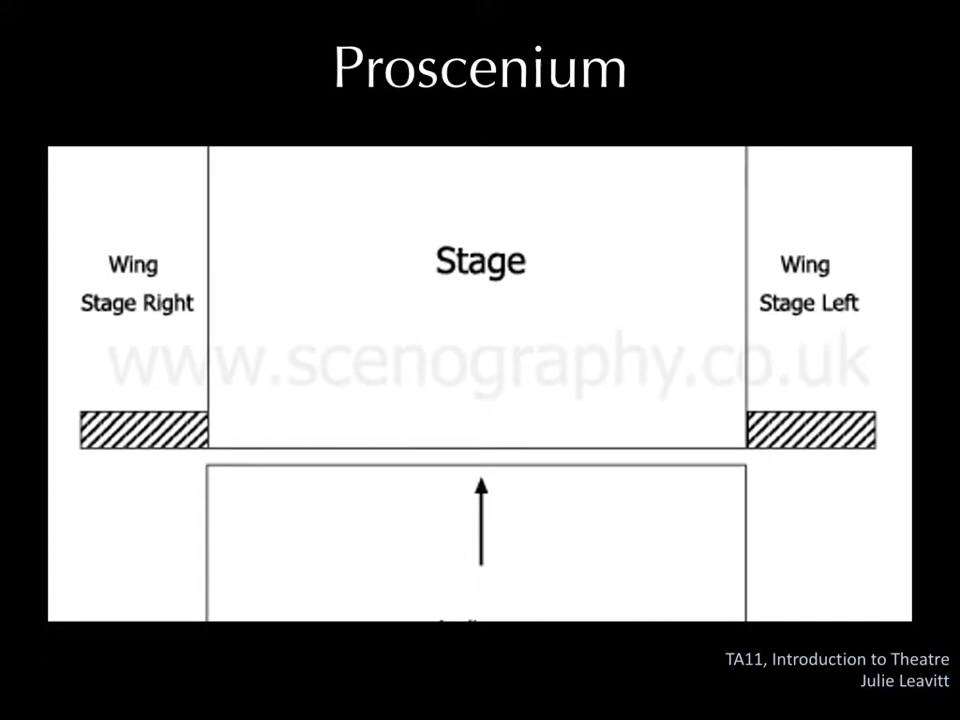 Proscenium
Stage
Wing
Stage Right
Wing
Stage Left
www.scenography.co.uk
TA11, Introduction to Theatre
Julie Leavitt